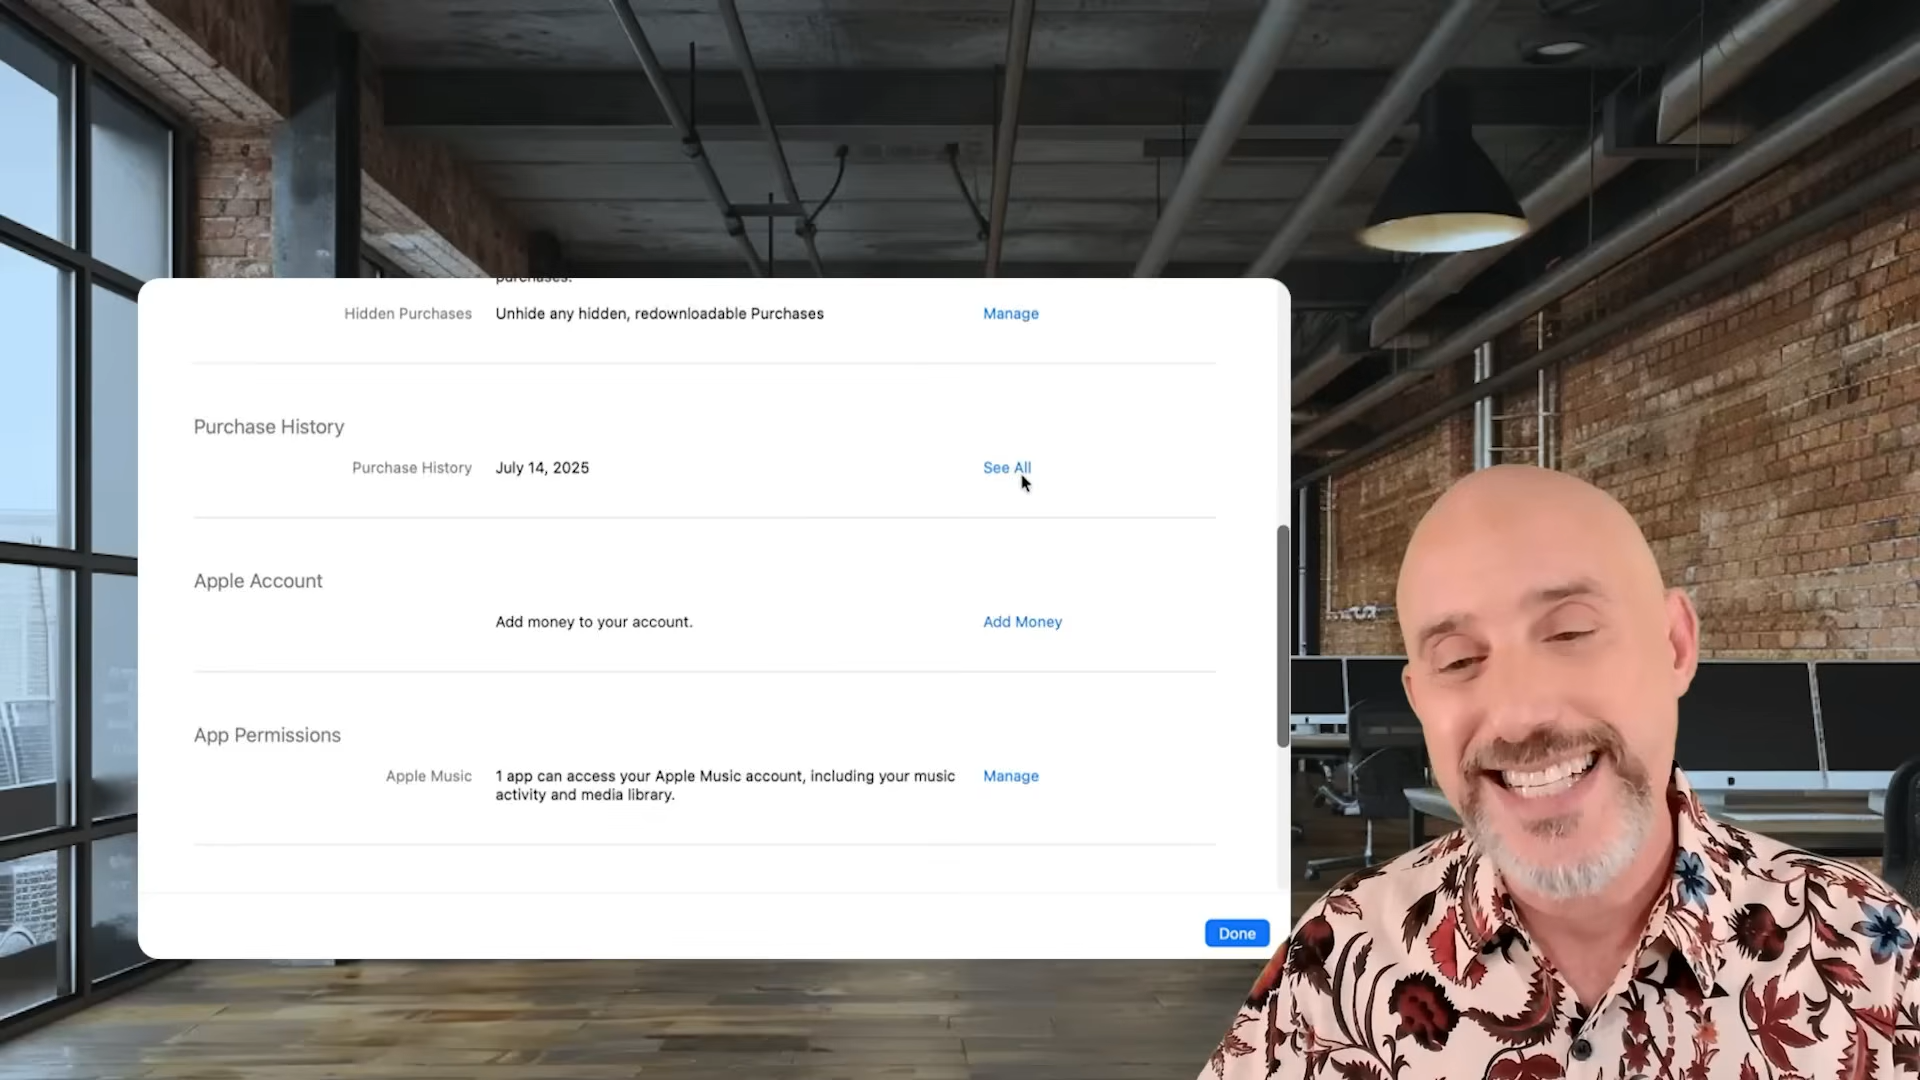 purchases.
Hidden Purchases Unhide any hidden, redownloadable Purchases Manage
Purchase History
Purchase History July 14, 2025 See All
Apple Account
Add money to your account. Add Money
App Permissions
Apple Music 1 app can access your Apple Music account, including your music Manage
activity and media library.
Done